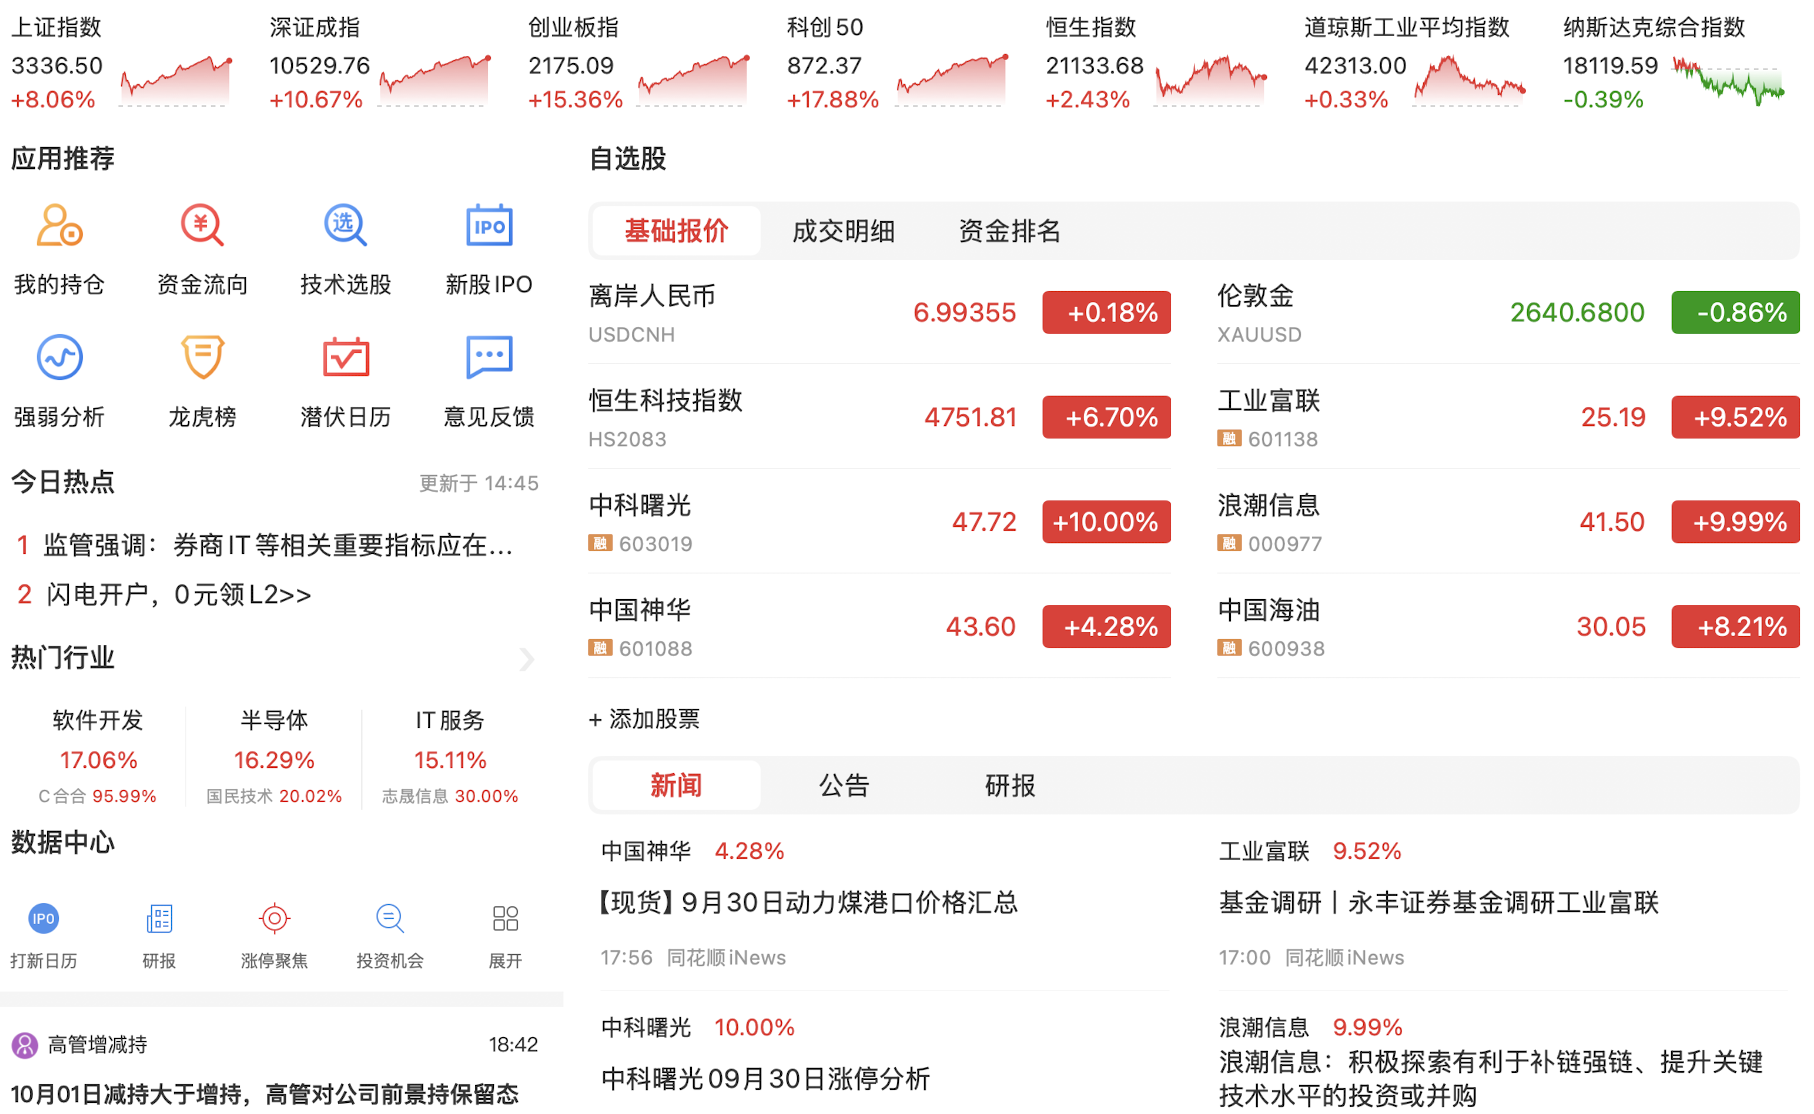 上证指数
3336.50
+8.06%
深证成指
10529.76
+10.67%
创业板指
2175.09
+15.36%
科创50
872.37
+17.88%
恒生指数
21133.68
+2.43%
道琼斯工业平均指数
42313.00
+0.33%
纳斯达克综合指数
18119.59
-0.39%
应用推荐
我的持仓
资金流向
选
技术选股
IPO
新股IPO
强弱分析
龙虎榜
潜伏日历
意见反馈
今日热点
更新于 14:45
1 监管强调：券商IT等相关重要指标应在...
2 闪电开户，0元领L2>>
热门行业
软件开发
17.06%
C合合 95.99%
半导体
16.29%
国民技术 20.02%
IT服务
15.11%
志晟信息 30.00%
数据中心
IPO
打新日历
研报
涨停聚焦
投资机会
展开
高管增减持
18:42
10月01日减持大于增持，高管对公司前景持保留态
自选股
基础报价
成交明细
资金排名
离岸人民币
USDCNH
6.99355
+0.18%
伦敦金
XAUUSD
2640.6800
-0.86%
恒生科技指数
HS2083
4751.81
+6.70%
工业富联
融 601138
25.19
+9.52%
中科曙光
融 603019
47.72
+10.00%
浪潮信息
融 000977
41.50
+9.99%
中国神华
融 601088
43.60
+4.28%
中国海油
融 600938
30.05
+8.21%
+ 添加股票
新闻
公告
研报
中国神华 4.28%
【现货】9月30日动力煤港口价格汇总
17:56 同花顺iNews
工业富联 9.52%
基金调研丨永丰证券基金调研工业富联
17:00 同花顺iNews
中科曙光 10.00%
中科曙光09月30日涨停分析
浪潮信息 9.99%
浪潮信息：积极探索有利于补链强链、提升关键
技术水平的投资或并购